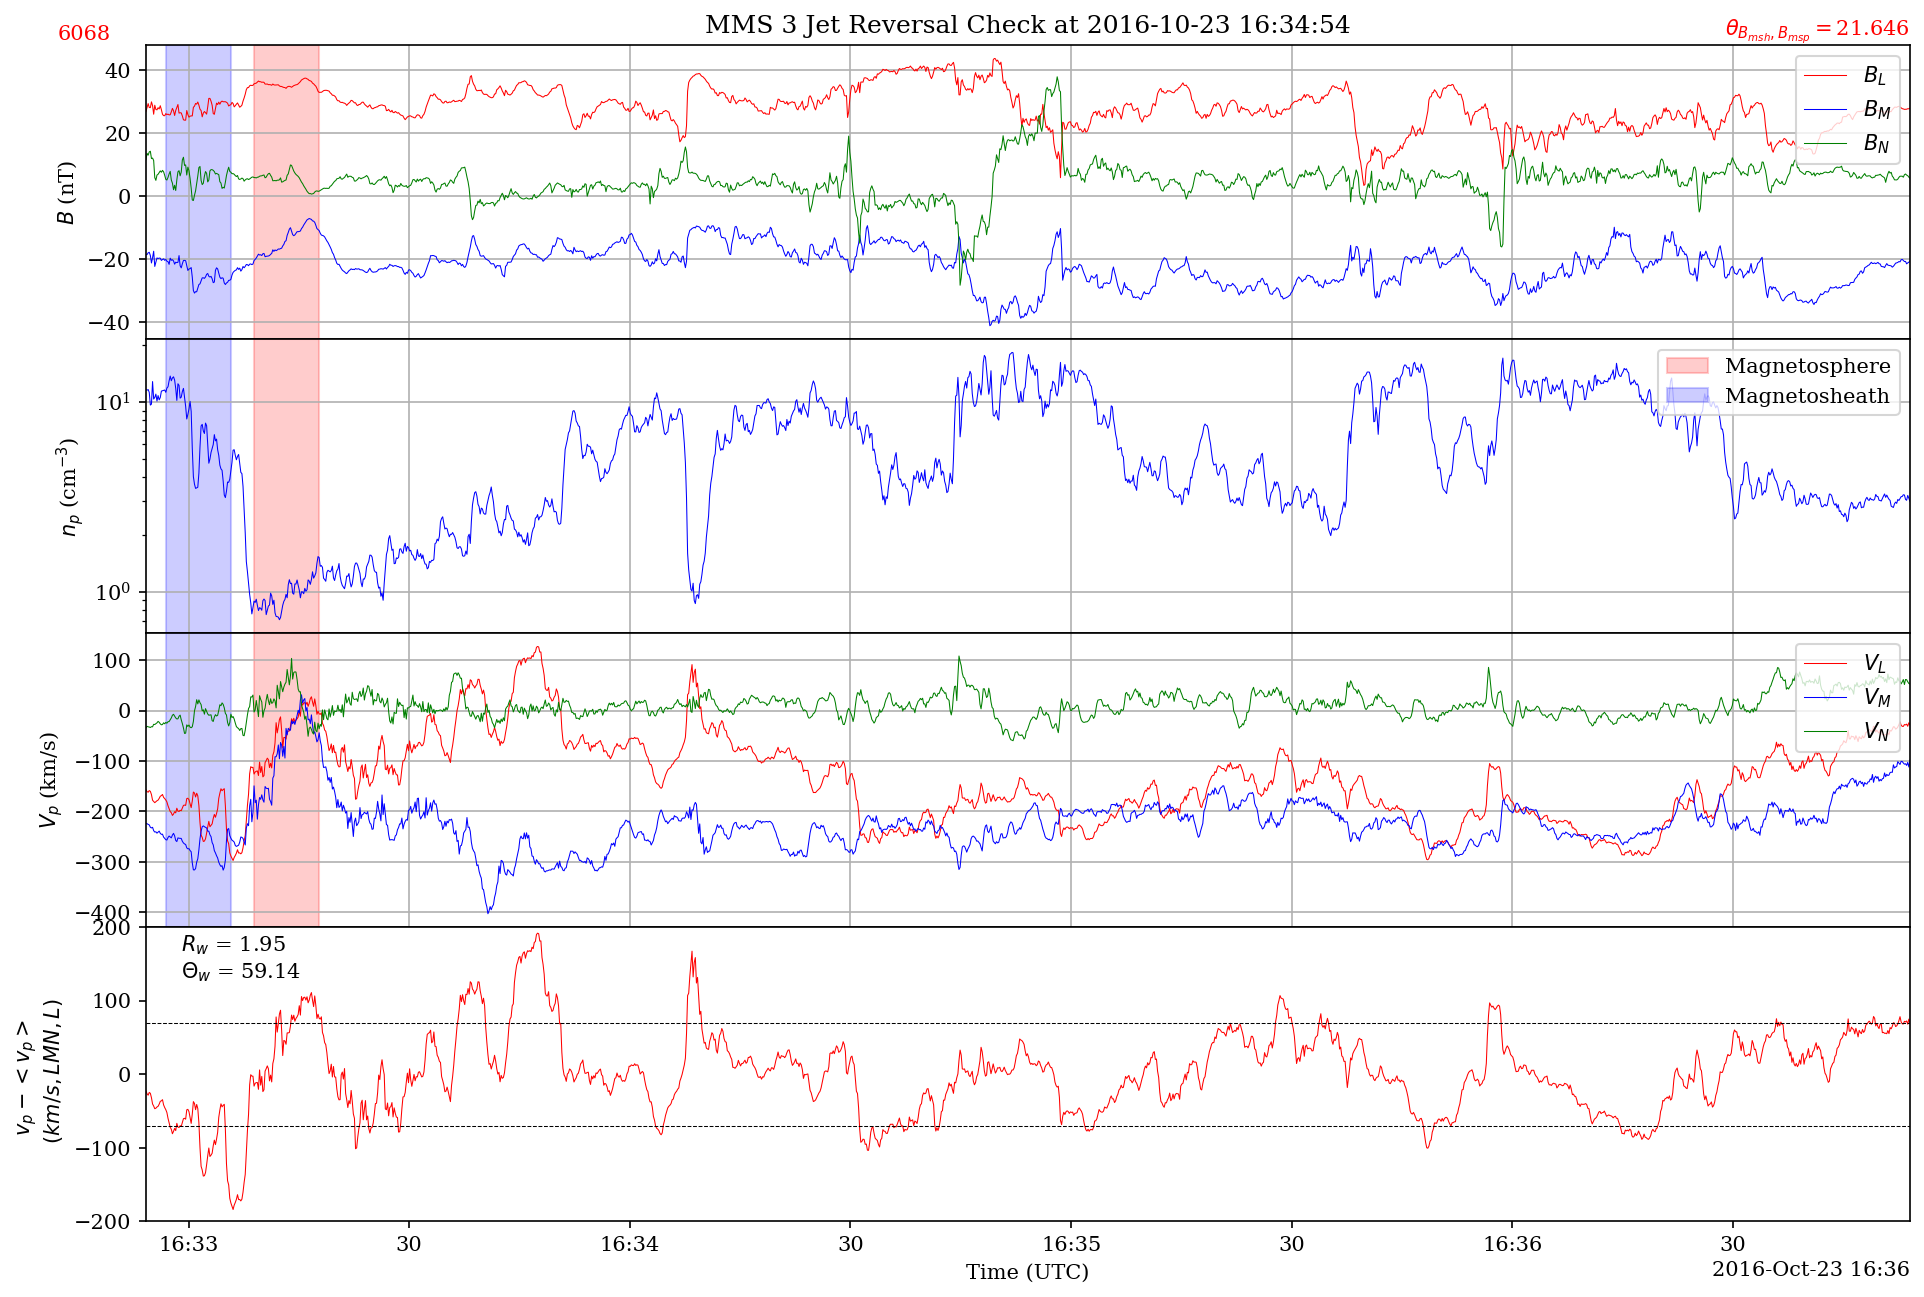 MMS 3 Jet Reversal Check at 2016-10-23 16:34:54
6068
θ_{B_{msh}, B_{msp}} = 21.646
40
20
0
−20
−40
B (nT)
B_L
B_M
B_N
10^1
10^0
n_p (cm^{−3})
Magnetosphere
Magnetosheath
100
0
−100
−200
−300
−400
V_p (km/s)
V_L
V_M
V_N
200
100
0
−100
−200
v_p − < v_p >
(km/s, LMN, L)
R_w = 1.95
Θ_w = 59.14
16:33
30
16:34
30
16:35
30
16:36
30
Time (UTC)
2016-Oct-23 16:36